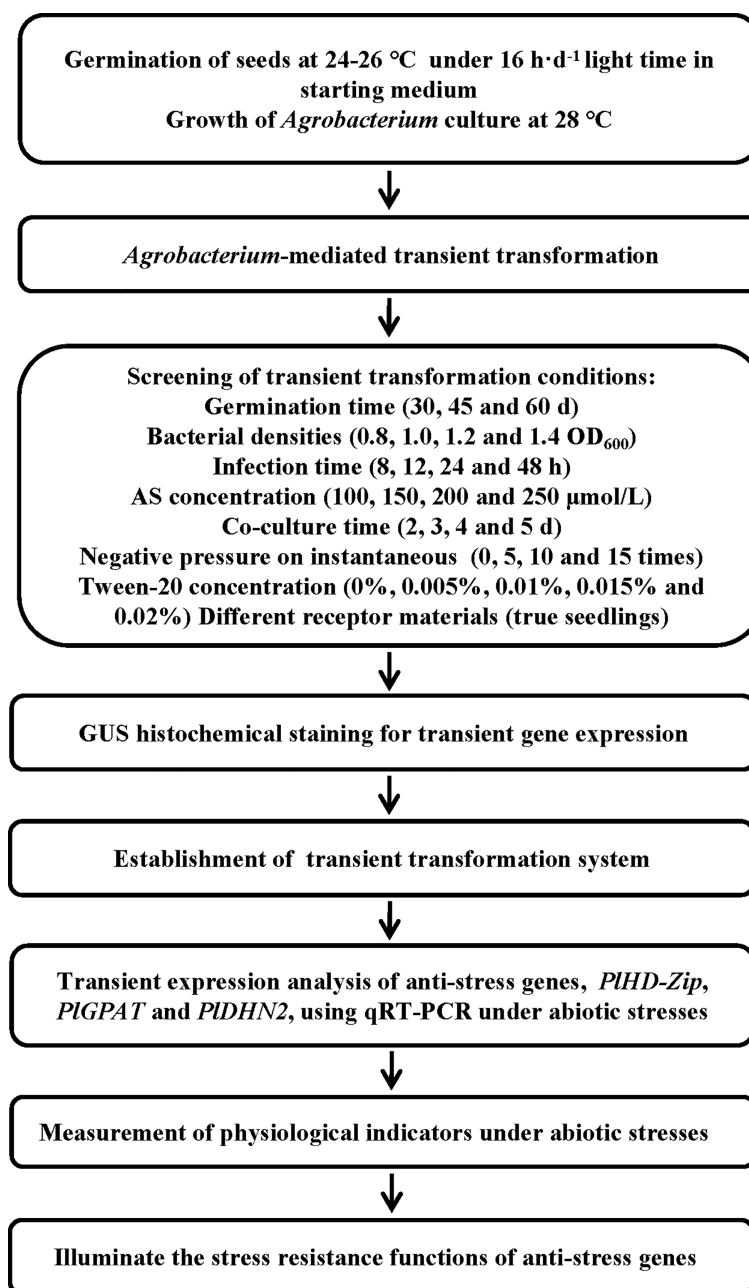 Germination of seeds at 24-26 °C under 16 h·d⁻¹ light time in
starting medium
Growth of Agrobacterium culture at 28 °C
Agrobacterium-mediated transient transformation
Screening of transient transformation conditions:
Germination time (30, 45 and 60 d)
Bacterial densities (0.8, 1.0, 1.2 and 1.4 OD₆₀₀)
Infection time (8, 12, 24 and 48 h)
AS concentration (100, 150, 200 and 250 μmol/L)
Co-culture time (2, 3, 4 and 5 d)
Negative pressure on instantaneous (0, 5, 10 and 15 times)
Tween-20 concentration (0%, 0.005%, 0.01%, 0.015% and
0.02%) Different receptor materials (true seedlings)
GUS histochemical staining for transient gene expression
Establishment of transient transformation system
Transient expression analysis of anti-stress genes, PlHD-Zip,
PlGPAT and PlDHN2, using qRT-PCR under abiotic stresses
Measurement of physiological indicators under abiotic stresses
Illuminate the stress resistance functions of anti-stress genes